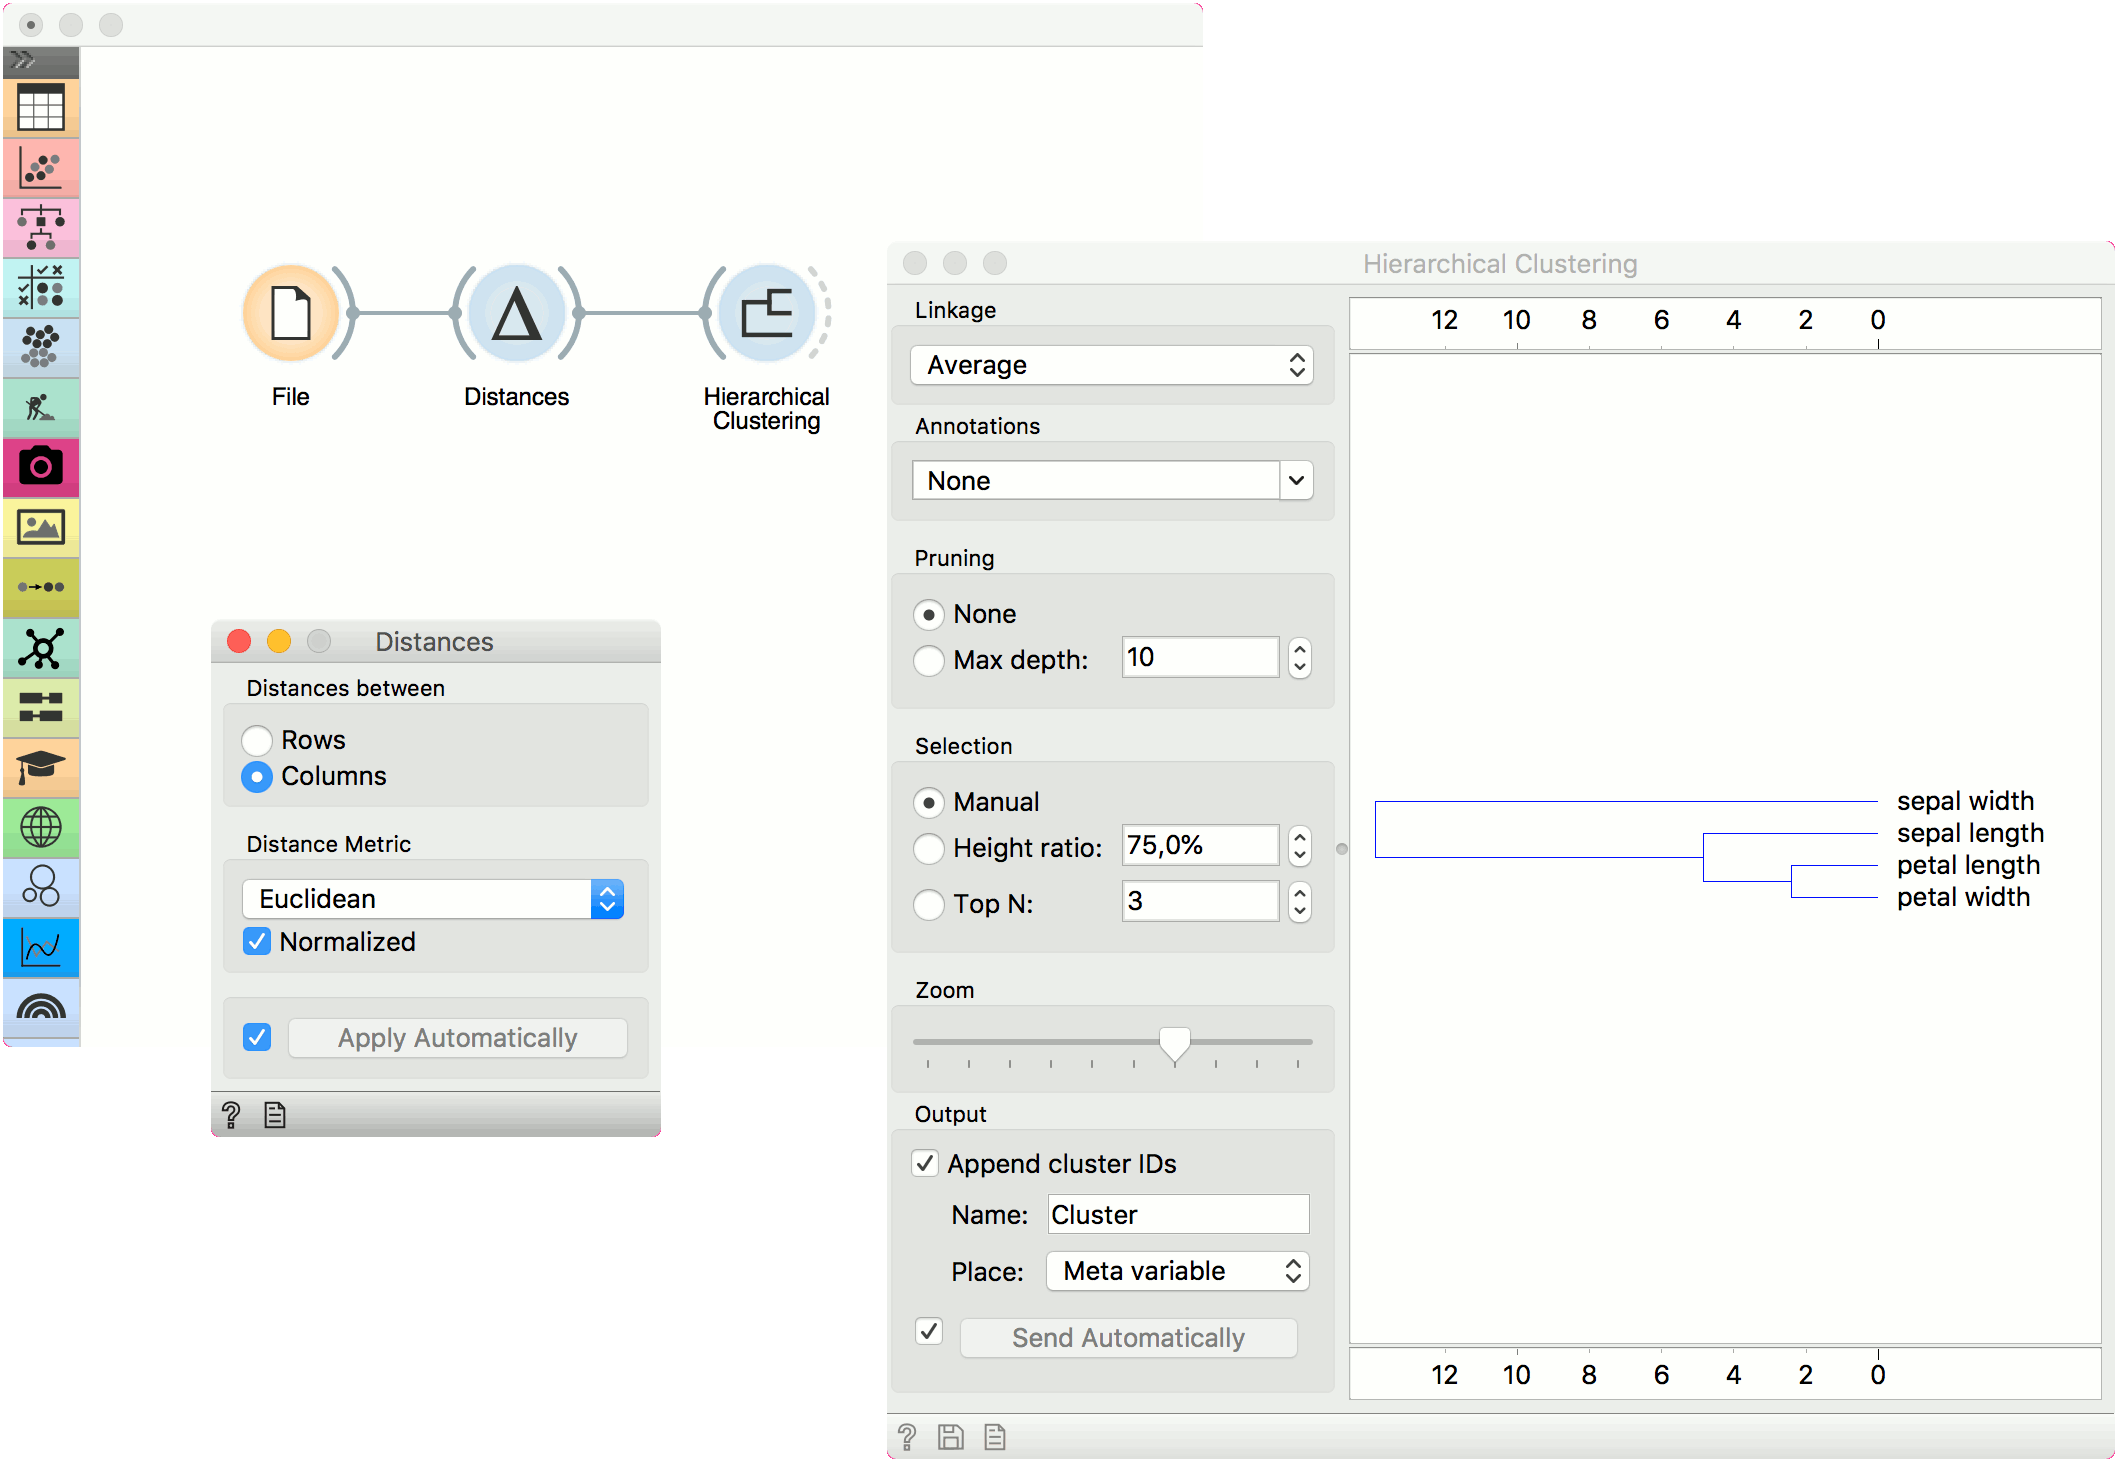 File
Distances
Hierarchical
Clustering
Distances
Distances between
Rows
Columns
Distance Metric
Euclidean
Normalized
Apply Automatically
?
Hierarchical Clustering
Linkage
Average
Annotations
None
Pruning
None
Max depth: 10
Selection
Manual
Height ratio: 75,0%
Top N: 3
Zoom
Output
Append cluster IDs
Name: Cluster
Place: Meta variable
Send Automatically
?
12 10 8 6 4 2 0
sepal width
sepal length
petal length
petal width
12 10 8 6 4 2 0